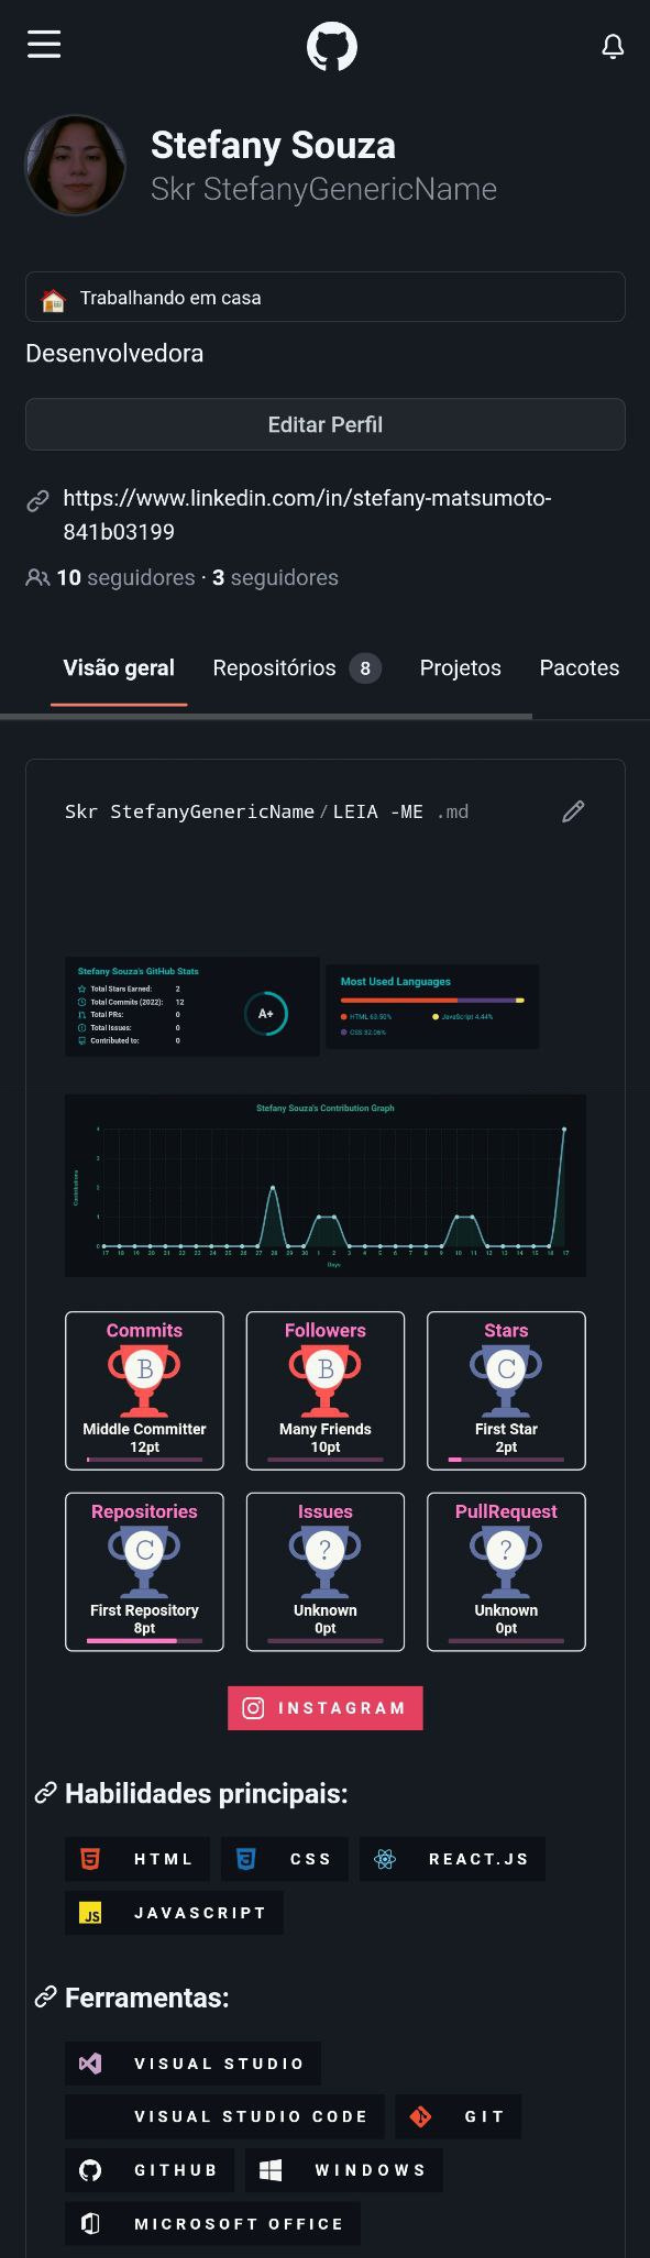 Stefany Souza
Skr StefanyGenericName
Trabalhando em casa
Desenvolvedora
Editar Perfil
https://www.linkedin.com/in/stefany-matsumoto-
841b03199
10 seguidores · 3 seguidores
Visão geral Repositórios 8 Projetos Pacotes
Skr StefanyGenericName / LEIA -ME .md
Stefany Souza's GitHub Stats
Total Stars Earned: 2
Total Commits (2022): 12
Total PRs: 0
Total Issues: 0
Contributed to: 0
A+
Most Used Languages
HTML 63.50% JavaScript 4.44%
CSS 32.06%
Stefany Souza's Contribution Graph
Contributions
4
3
2
1
0
17 18 19 20 21 22 23 24 25 26 27 28 29 30 1 2 3 4 5 6 7 8 9 10 11 12 13 14 15 16 17
Days
Commits Followers Stars
B B C
Middle Committer Many Friends First Star
12pt 10pt 2pt
Repositories Issues PullRequest
C ? ?
First Repository Unknown Unknown
8pt 0pt 0pt
INSTAGRAM
Habilidades principais:
HTML CSS REACT.JS
JS JAVASCRIPT
Ferramentas:
VISUAL STUDIO
VISUAL STUDIO CODE GIT
GITHUB WINDOWS
MICROSOFT OFFICE